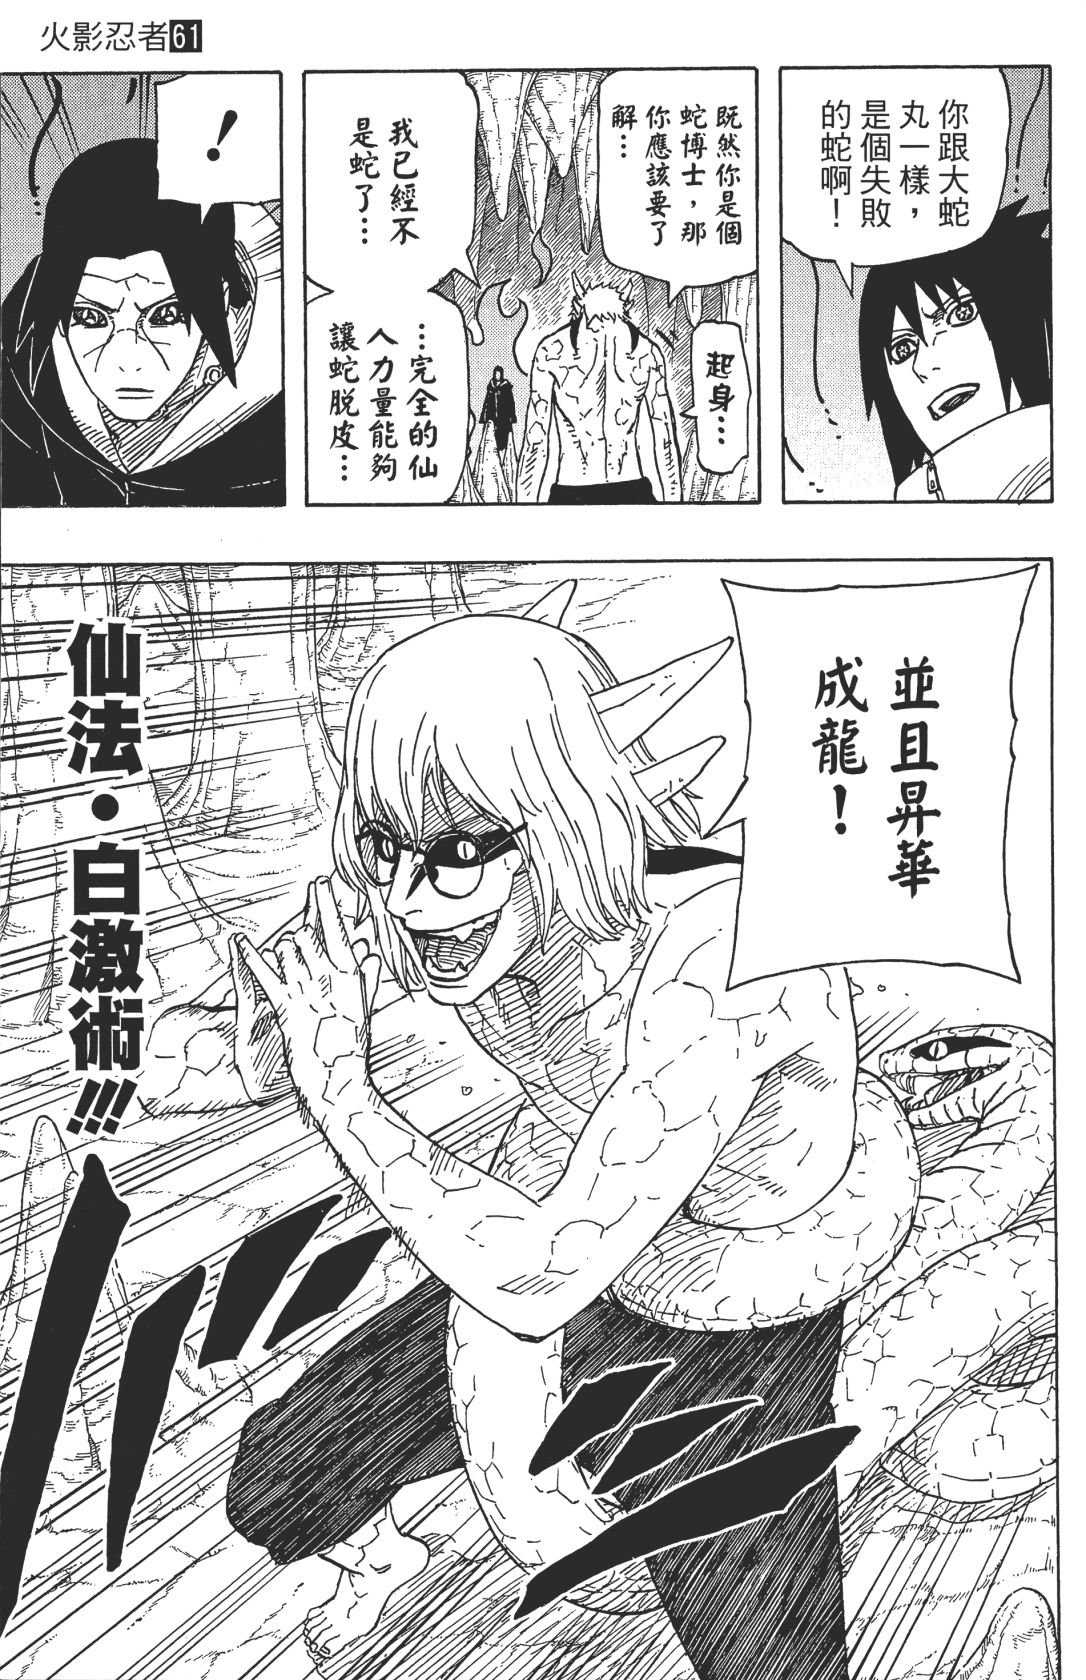 火影忍者61
你跟大蛇
丸一樣，
是個失敗
的蛇啊！
起身…
既然你是個
蛇博士，那
你應該要了
解…
我已經不
是蛇了…
…完全的仙
人力量能夠
讓蛇脫皮…
！
並且昇華
成龍！
仙法・白激術!!!